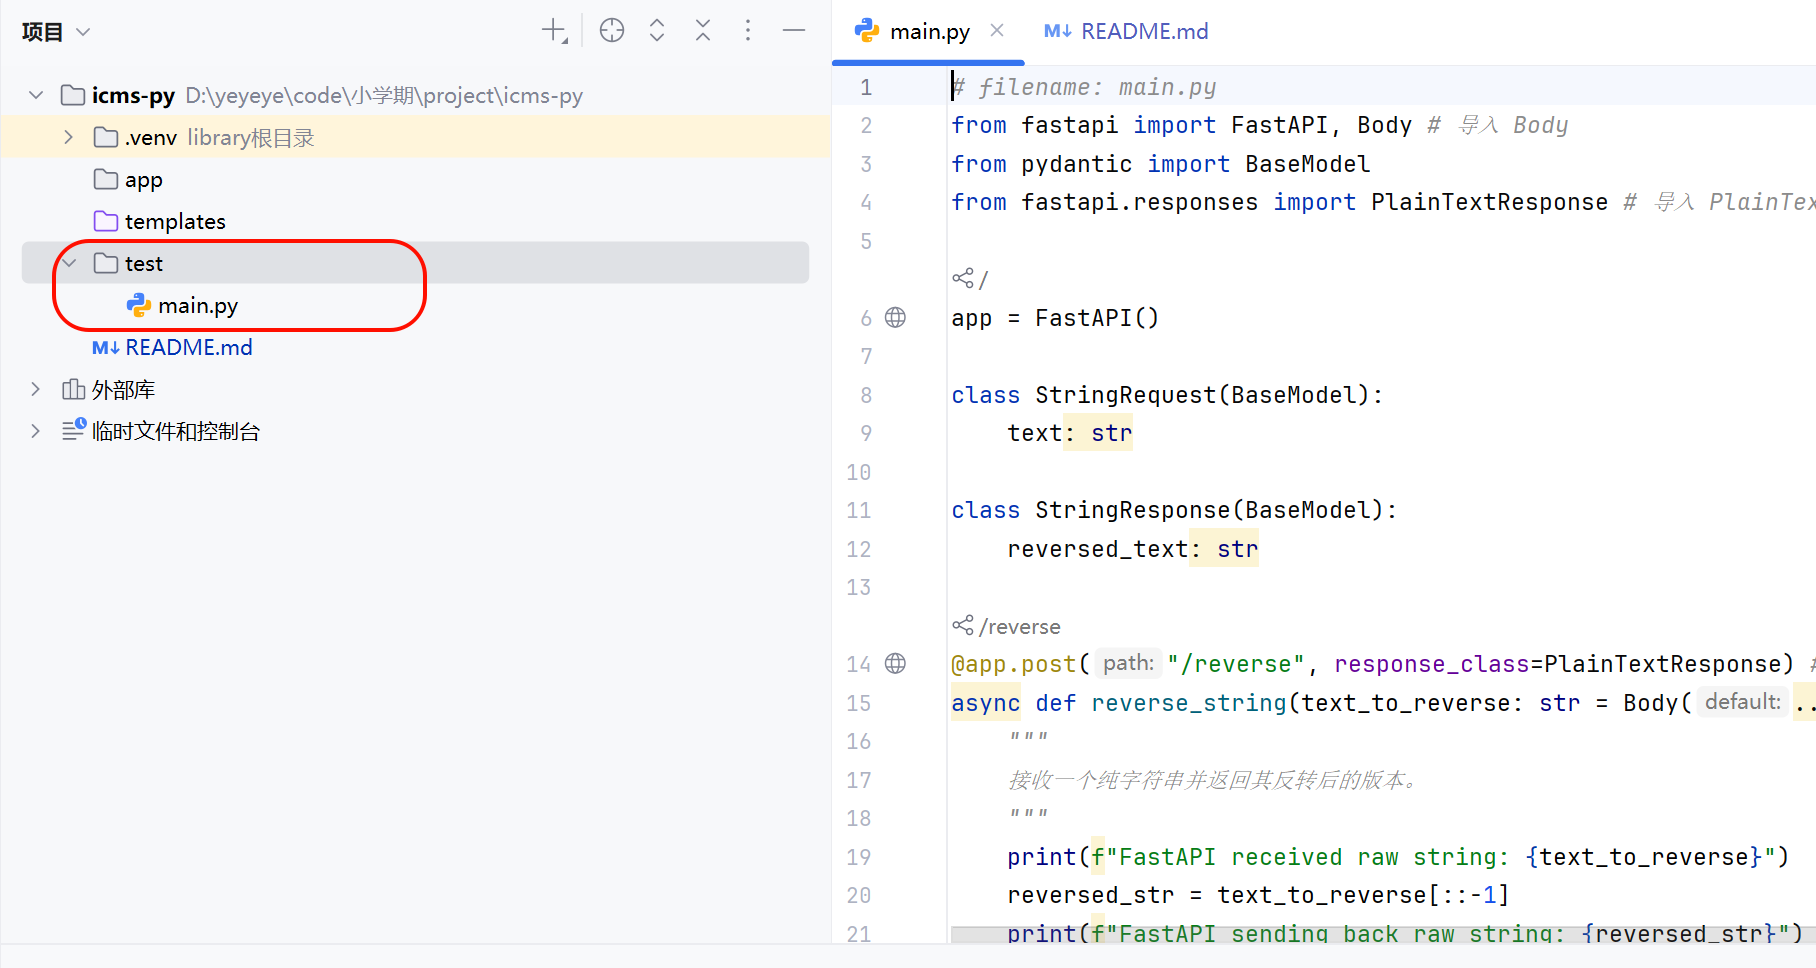 项目
icms-py D:\yeyeye\code\小学期\project\icms-py
.venv library根目录
app
templates
test
main.py
README.md
外部库
临时文件和控制台
main.py
README.md
1 # filename: main.py
2 from fastapi import FastAPI, Body # 导入 Body
3 from pydantic import BaseModel
4 from fastapi.responses import PlainTextResponse # 导入 PlainTex
5
/
6 app = FastAPI()
7
8 class StringRequest(BaseModel):
9 text: str
10
11 class StringResponse(BaseModel):
12 reversed_text: str
13
/reverse
14 @app.post( path: "/reverse", response_class=PlainTextResponse) #
15 async def reverse_string(text_to_reverse: str = Body( default: ..
16 """
17 接收一个纯字符串并返回其反转后的版本。
18 """
19 print(f"FastAPI received raw string: {text_to_reverse}")
20 reversed_str = text_to_reverse[::-1]
21 print(f"FastAPI sending back raw string: {reversed_str}")